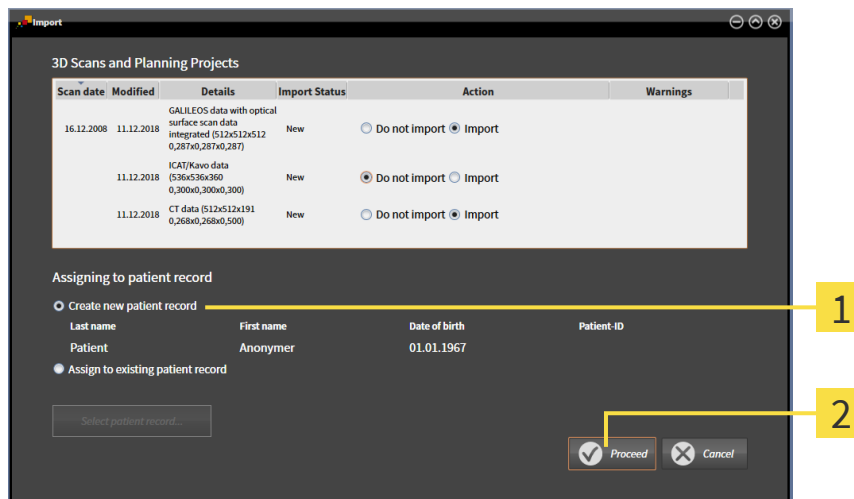 Import
3D Scans and Planning Projects
Scan date Modified Details Import Status Action Warnings
GALILEOS data with optical
surface scan data
integrated (512x512x512
0,287x0,287x0,287)
16.12.2008 11.12.2018 New Do not import Import
ICAT/Kavo data
(536x536x360
0,300x0,300x0,300)
11.12.2018 New Do not import Import
CT data (512x512x191
0,268x0,268x0,500)
11.12.2018 New Do not import Import
Assigning to patient record
Create new patient record
1
Last name First name Date of birth Patient-ID
Patient Anonymer 01.01.1967
Assign to existing patient record
Select patient record...
2
Proceed Cancel